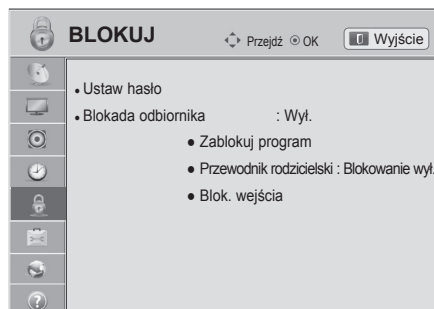 BLOKUJ Przejdź OK Wyjście
• Ustaw hasło
• Blokada odbiornika : Wył.
• Zablokuj program
• Przewodnik rodzicielski : Blokowanie wył.
• Blok. wejścia